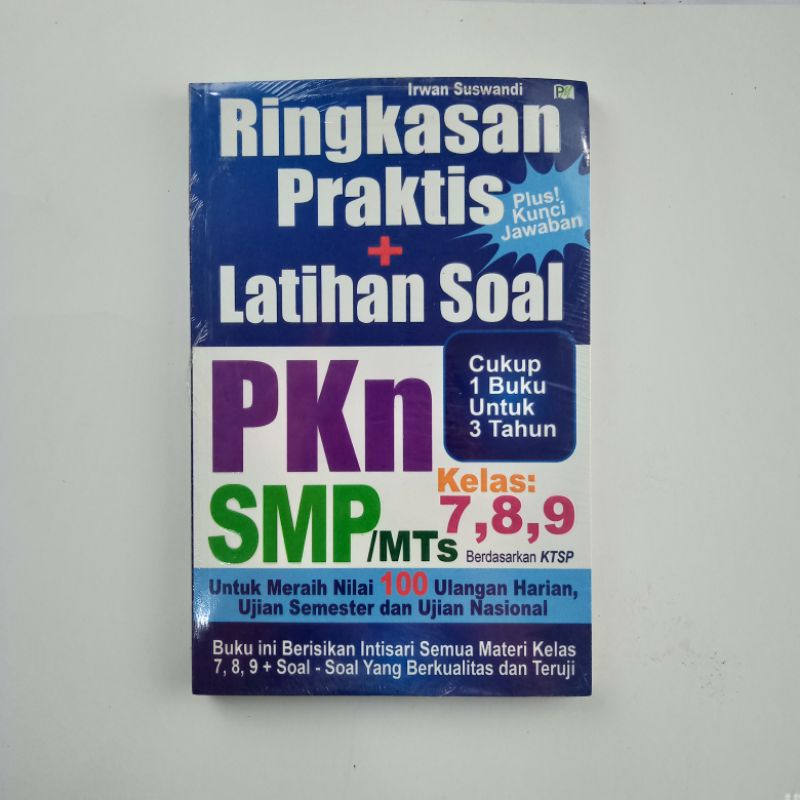 Irwan Suswandi
Ringkasan
Praktis
+
Latihan Soal
Plus!
Kunci
Jawaban
PKn
Cukup
1 Buku
Untuk
3 Tahun
SMP/MTs
Kelas:
7,8,9
Berdasarkan KTSP
Untuk Meraih Nilai 100 Ulangan Harian,
Ujian Semester dan Ujian Nasional
Buku ini Berisikan Intisari Semua Materi Kelas
7, 8, 9 + Soal - Soal Yang Berkualitas dan Teruji